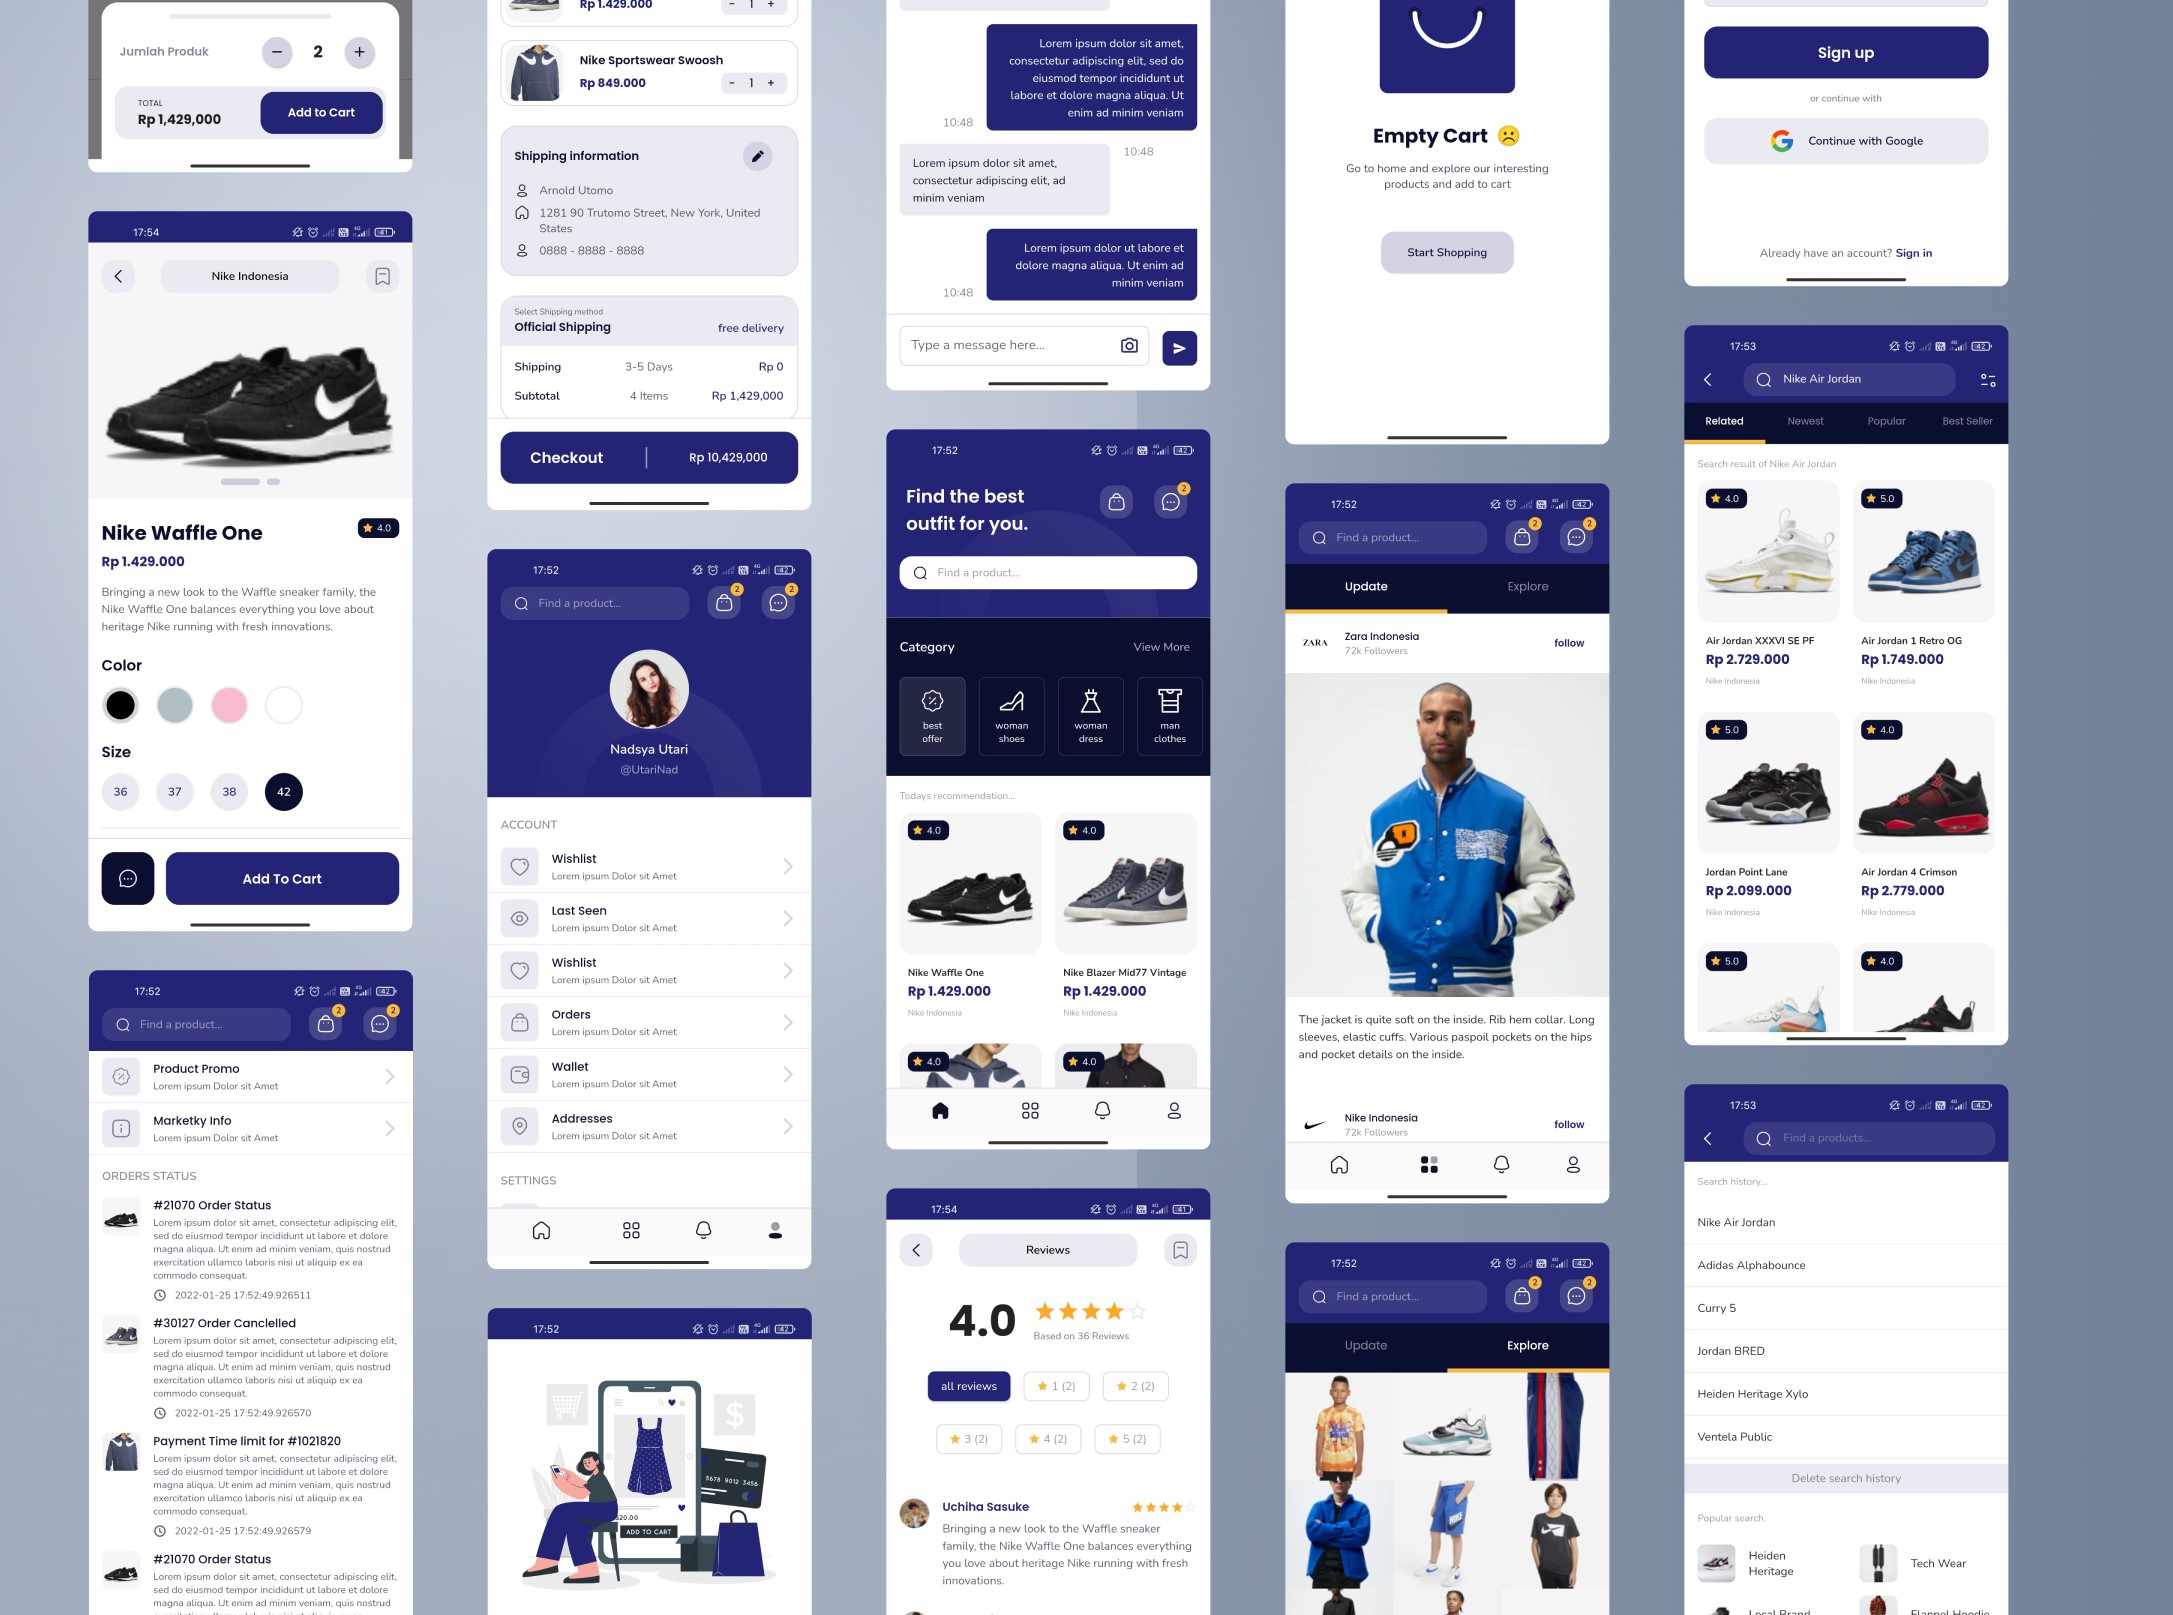 Jumlah Produk
−
2
+
TOTAL
Rp 1,429,000
Add to Cart
17:54
Nike Indonesia
Nike Waffle One
4.0
Rp 1.429.000
Bringing a new look to the Waffle sneaker family, the
Nike Waffle One balances everything you love about
heritage Nike running with fresh innovations.
Color
Size
36
37
38
42
Add To Cart
17:52
Find a product...
2
2
Product Promo
Lorem ipsum Dolor sit Amet
Marketky Info
Lorem ipsum Dolor sit Amet
ORDERS STATUS
#21070 Order Status
Lorem ipsum dolor sit amet, consectetur adipiscing elit,
sed do eiusmod tempor incididunt ut labore et dolore
magna aliqua. Ut enim ad minim veniam, quis nostrud
exercitation ullamco laboris nisi ut aliquip ex ea
commodo consequat.
2022-01-25 17:52:49.926511
#30127 Order Canclelled
Lorem ipsum dolor sit amet, consectetur adipiscing elit,
sed do eiusmod tempor incididunt ut labore et dolore
magna aliqua. Ut enim ad minim veniam, quis nostrud
exercitation ullamco laboris nisi ut aliquip ex ea
commodo consequat.
2022-01-25 17:52:49.926570
Payment Time limit for #1021820
Lorem ipsum dolor sit amet, consectetur adipiscing elit,
sed do eiusmod tempor incididunt ut labore et dolore
magna aliqua. Ut enim ad minim veniam, quis nostrud
exercitation ullamco laboris nisi ut aliquip ex ea
commodo consequat.
2022-01-25 17:52:49.926579
#21070 Order Status
Lorem ipsum dolor sit amet, consectetur adipiscing elit,
sed do eiusmod tempor incididunt ut labore et dolore
magna aliqua. Ut enim ad minim veniam, quis nostrud
Rp 1.429.000
- 1 +
Nike Sportswear Swoosh
Rp 849.000
- 1 +
Shipping information
Arnold Utomo
1281 90 Trutomo Street, New York, United
States
0888 - 8888 - 8888
Select Shipping method
Official Shipping
free delivery
Shipping
3-5 Days
Rp 0
Subtotal
4 Items
Rp 1,429,000
Checkout
Rp 10,429,000
17:52
Find a product...
2
2
Nadsya Utari
@UtariNad
ACCOUNT
Wishlist
Lorem ipsum Dolor sit Amet
Last Seen
Lorem ipsum Dolor sit Amet
Wishlist
Lorem ipsum Dolor sit Amet
Orders
Lorem ipsum Dolor sit Amet
Wallet
Lorem ipsum Dolor sit Amet
Addresses
Lorem ipsum Dolor sit Amet
SETTINGS
17:52
$
5678 9012 3456
$20.00
ADD TO CART
Lorem ipsum dolor sit amet,
consectetur adipiscing elit, sed do
eiusmod tempor incididunt ut
labore et dolore magna aliqua. Ut
enim ad minim veniam
10:48
Lorem ipsum dolor sit amet,
consectetur adipiscing elit, ad
minim veniam
10:48
Lorem ipsum dolor ut labore et
dolore magna aliqua. Ut enim ad
minim veniam
10:48
Type a message here...
17:52
Find the best
outfit for you.
2
Find a product...
Category
View More
best
offer
woman
shoes
woman
dress
man
clothes
Todays recommendation...
4.0
4.0
Nike Waffle One
Rp 1.429.000
Nike Indonesia
Nike Blazer Mid77 Vintage
Rp 1.429.000
Nike Indonesia
4.0
4.0
17:54
Reviews
4.0
Based on 36 Reviews
all reviews
1 (2)
2 (2)
3 (2)
4 (2)
5 (2)
Uchiha Sasuke
Bringing a new look to the Waffle sneaker
family, the Nike Waffle One balances everything
you love about heritage Nike running with fresh
innovations.
Empty Cart
Go to home and explore our interesting
products and add to cart
Start Shopping
17:52
Find a product...
2
2
Update
Explore
ZARA
Zara Indonesia
72k Followers
follow
The jacket is quite soft on the inside. Rib hem collar. Long
sleeves, elastic cuffs. Various paspoil pockets on the hips
and pocket details on the inside.
Nike Indonesia
72k Followers
follow
17:52
Find a product...
2
2
Update
Explore
Sign up
or continue with
Continue with Google
Already have an account? Sign in
17:53
Nike Air Jordan
Related
Newest
Popular
Best Seller
Search result of Nike Air Jordan
4.0
5.0
Air Jordan XXXVI SE PF
Rp 2.729.000
Nike Indonesia
Air Jordan 1 Retro OG
Rp 1.749.000
Nike Indonesia
5.0
4.0
Jordan Point Lane
Rp 2.099.000
Nike Indonesia
Air Jordan 4 Crimson
Rp 2.779.000
Nike Indonesia
5.0
4.0
17:53
Find a products...
Search history...
Nike Air Jordan
Adidas Alphabounce
Curry 5
Jordan BRED
Heiden Heritage Xylo
Ventela Public
Delete search history
Popular search.
Heiden
Heritage
Tech Wear
Local Brand
Flannel Hoodie